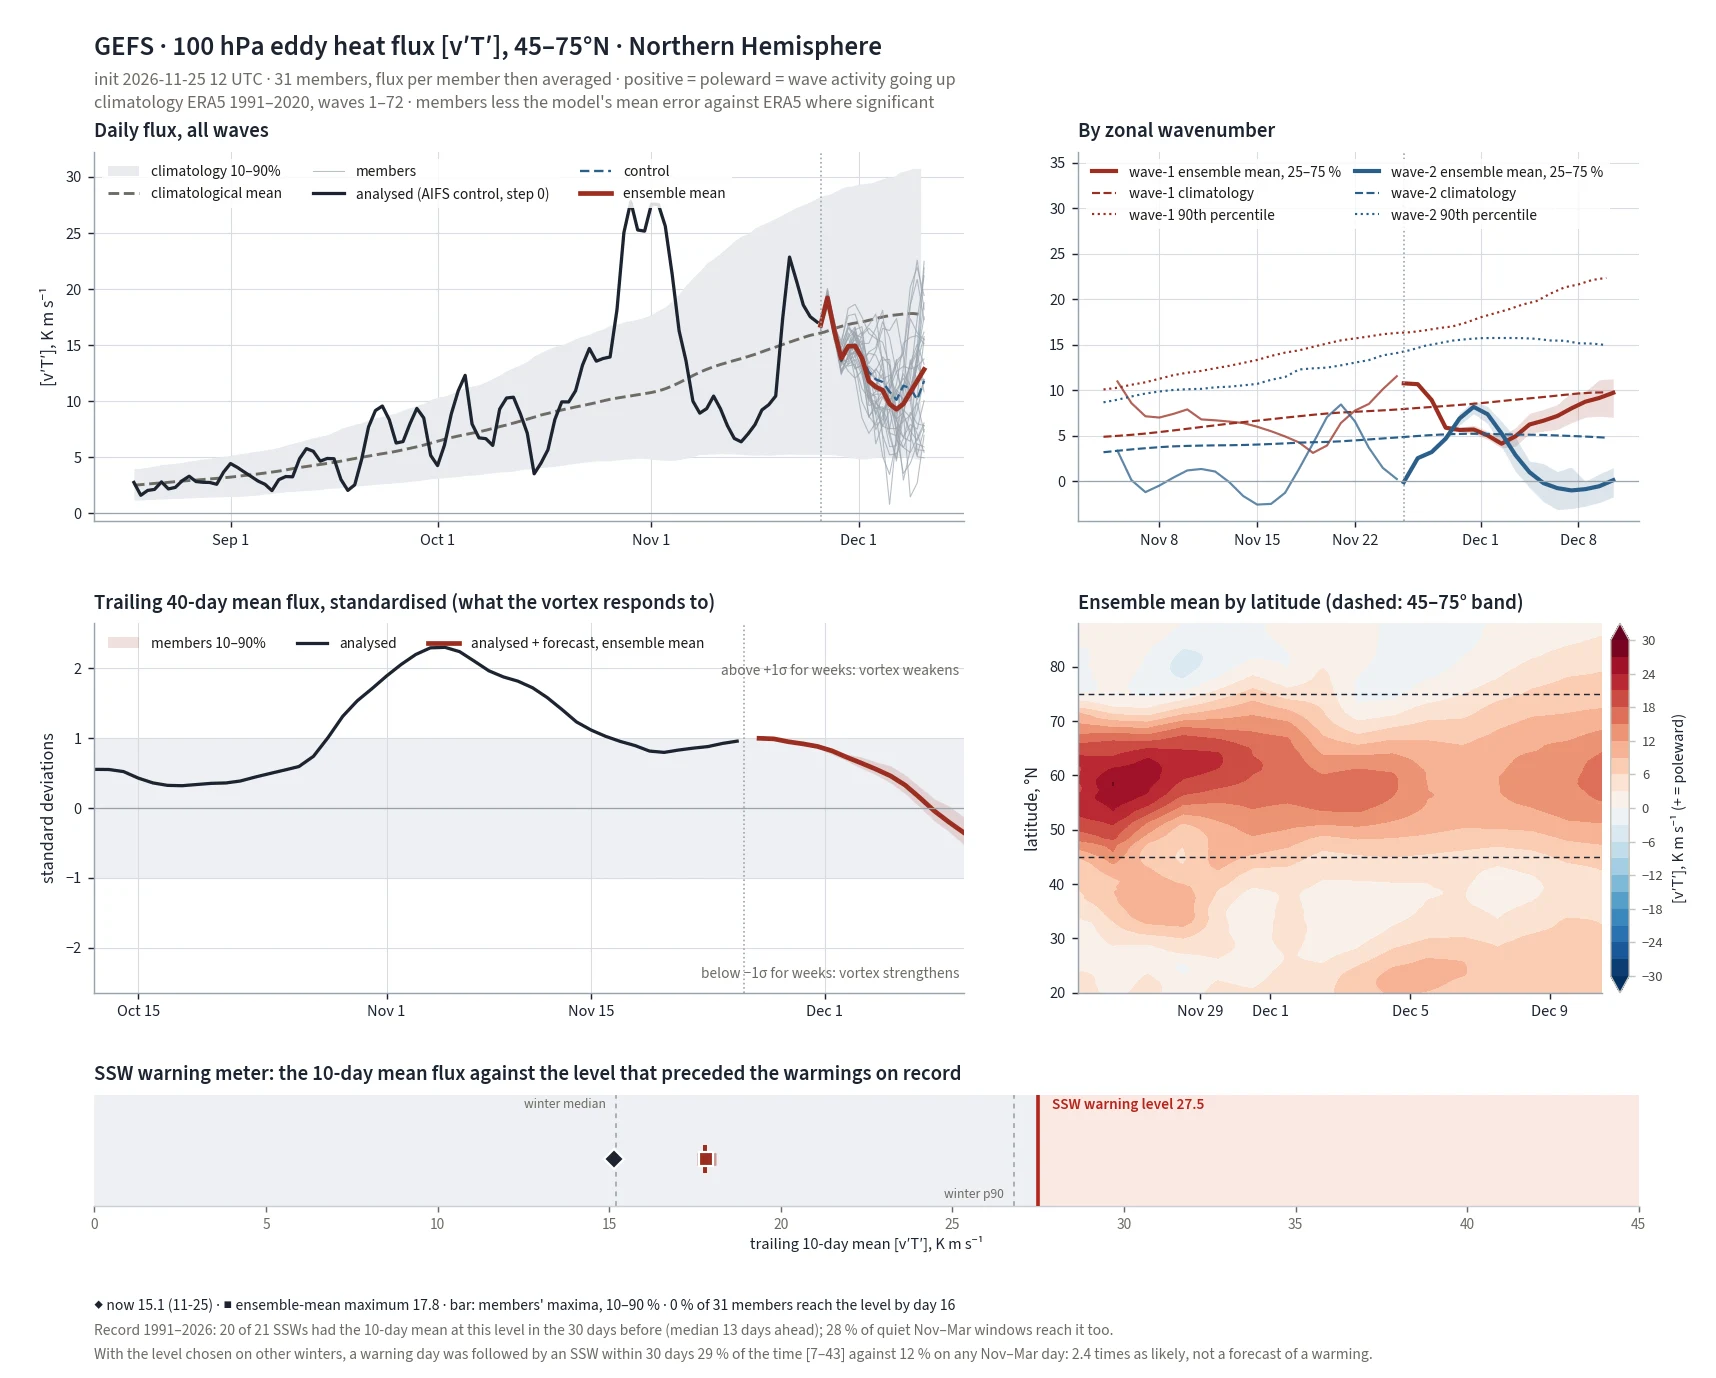 GEFS · 100 hPa eddy heat flux [v′T′], 45–75°N · Northern Hemisphere
init 2026-11-25 12 UTC · 31 members, flux per member then averaged · positive = poleward = wave activity going up
climatology ERA5 1991–2020, waves 1–72 · members less the model's mean error against ERA5 where significant
Daily flux, all waves
climatology 10–90%
members
control
climatological mean
analysed (AIFS control, step 0)
ensemble mean
30
25
20
15
10
5
0
[v′T′], K m s⁻¹
Sep 1
Oct 1
Nov 1
Dec 1
By zonal wavenumber
wave-1 ensemble mean, 25–75 %
wave-2 ensemble mean, 25–75 %
wave-1 climatology
wave-2 climatology
wave-1 90th percentile
wave-2 90th percentile
35
30
25
20
15
10
5
0
Nov 8
Nov 15
Nov 22
Dec 1
Dec 8
Trailing 40-day mean flux, standardised (what the vortex responds to)
members 10–90%
analysed
analysed + forecast, ensemble mean
above +1σ for weeks: vortex weakens
2
1
0
−1
−2
standard deviations
below −1σ for weeks: vortex strengthens
Oct 15
Nov 1
Nov 15
Dec 1
Ensemble mean by latitude (dashed: 45–75° band)
80
70
60
50
40
30
20
latitude, °N
Nov 29
Dec 1
Dec 5
Dec 9
30
24
18
12
6
0
−6
−12
−18
−24
−30
[v′T′], K m s⁻¹ (+ = poleward)
SSW warning meter: the 10-day mean flux against the level that preceded the warmings on record
winter median
SSW warning level 27.5
winter p90
0
5
10
15
20
25
30
35
40
45
trailing 10-day mean [v′T′], K m s⁻¹
◆ now 15.1 (11-25) · ■ ensemble-mean maximum 17.8 · bar: members' maxima, 10–90 % · 0 % of 31 members reach the level by day 16
Record 1991–2026: 20 of 21 SSWs had the 10-day mean at this level in the 30 days before (median 13 days ahead); 28 % of quiet Nov–Mar windows reach it too.
With the level chosen on other winters, a warning day was followed by an SSW within 30 days 29 % of the time [7–43] against 12 % on any Nov–Mar day: 2.4 times as likely, not a forecast of a warming.